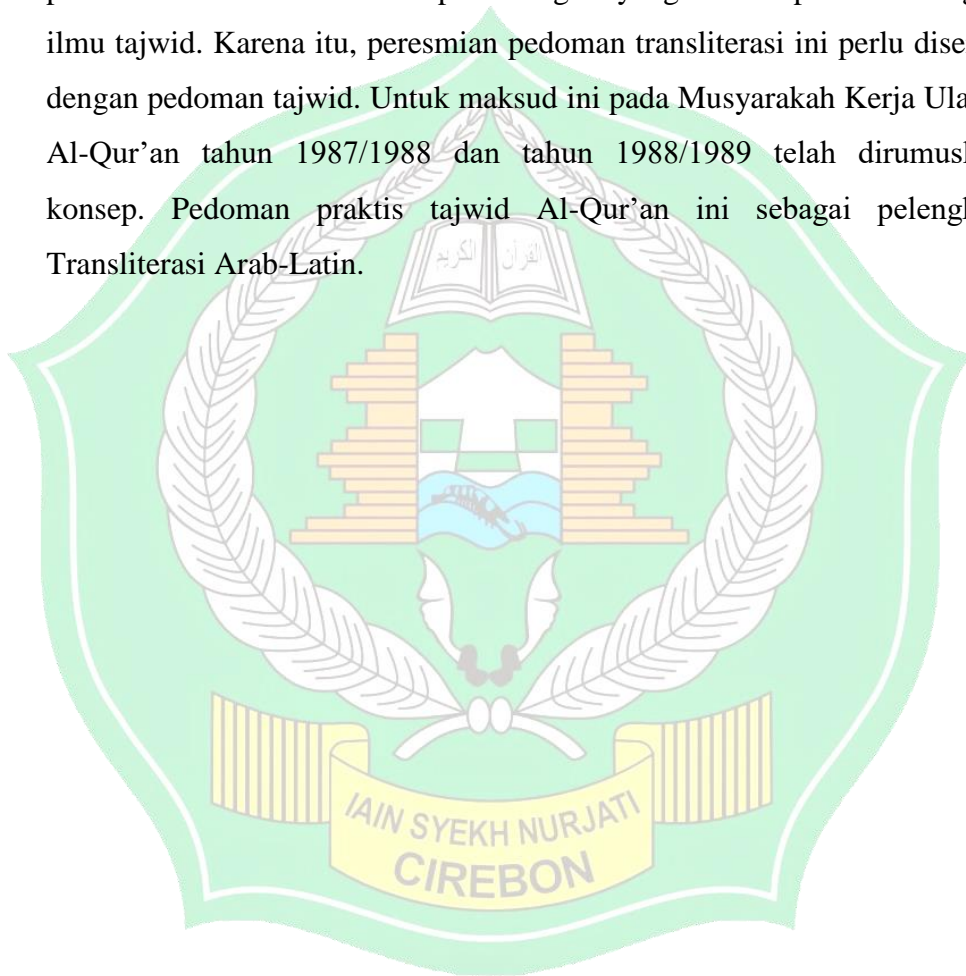 ilmu tajwid. Karena itu, peresmian pedoman transliterasi ini perlu
dengan pedoman tajwid. Untuk maksud ini pada Musyarakah Kerja
Al-Qur’an tahun 1987/1988 dan tahun 1988/1989 telah
konsep. Pedoman praktis tajwid Al-Qur’an ini sebagai
Transliterasi Arab-Latin.
القرآن الكريم
IAIN SYEKH NURJATI
CIREBON